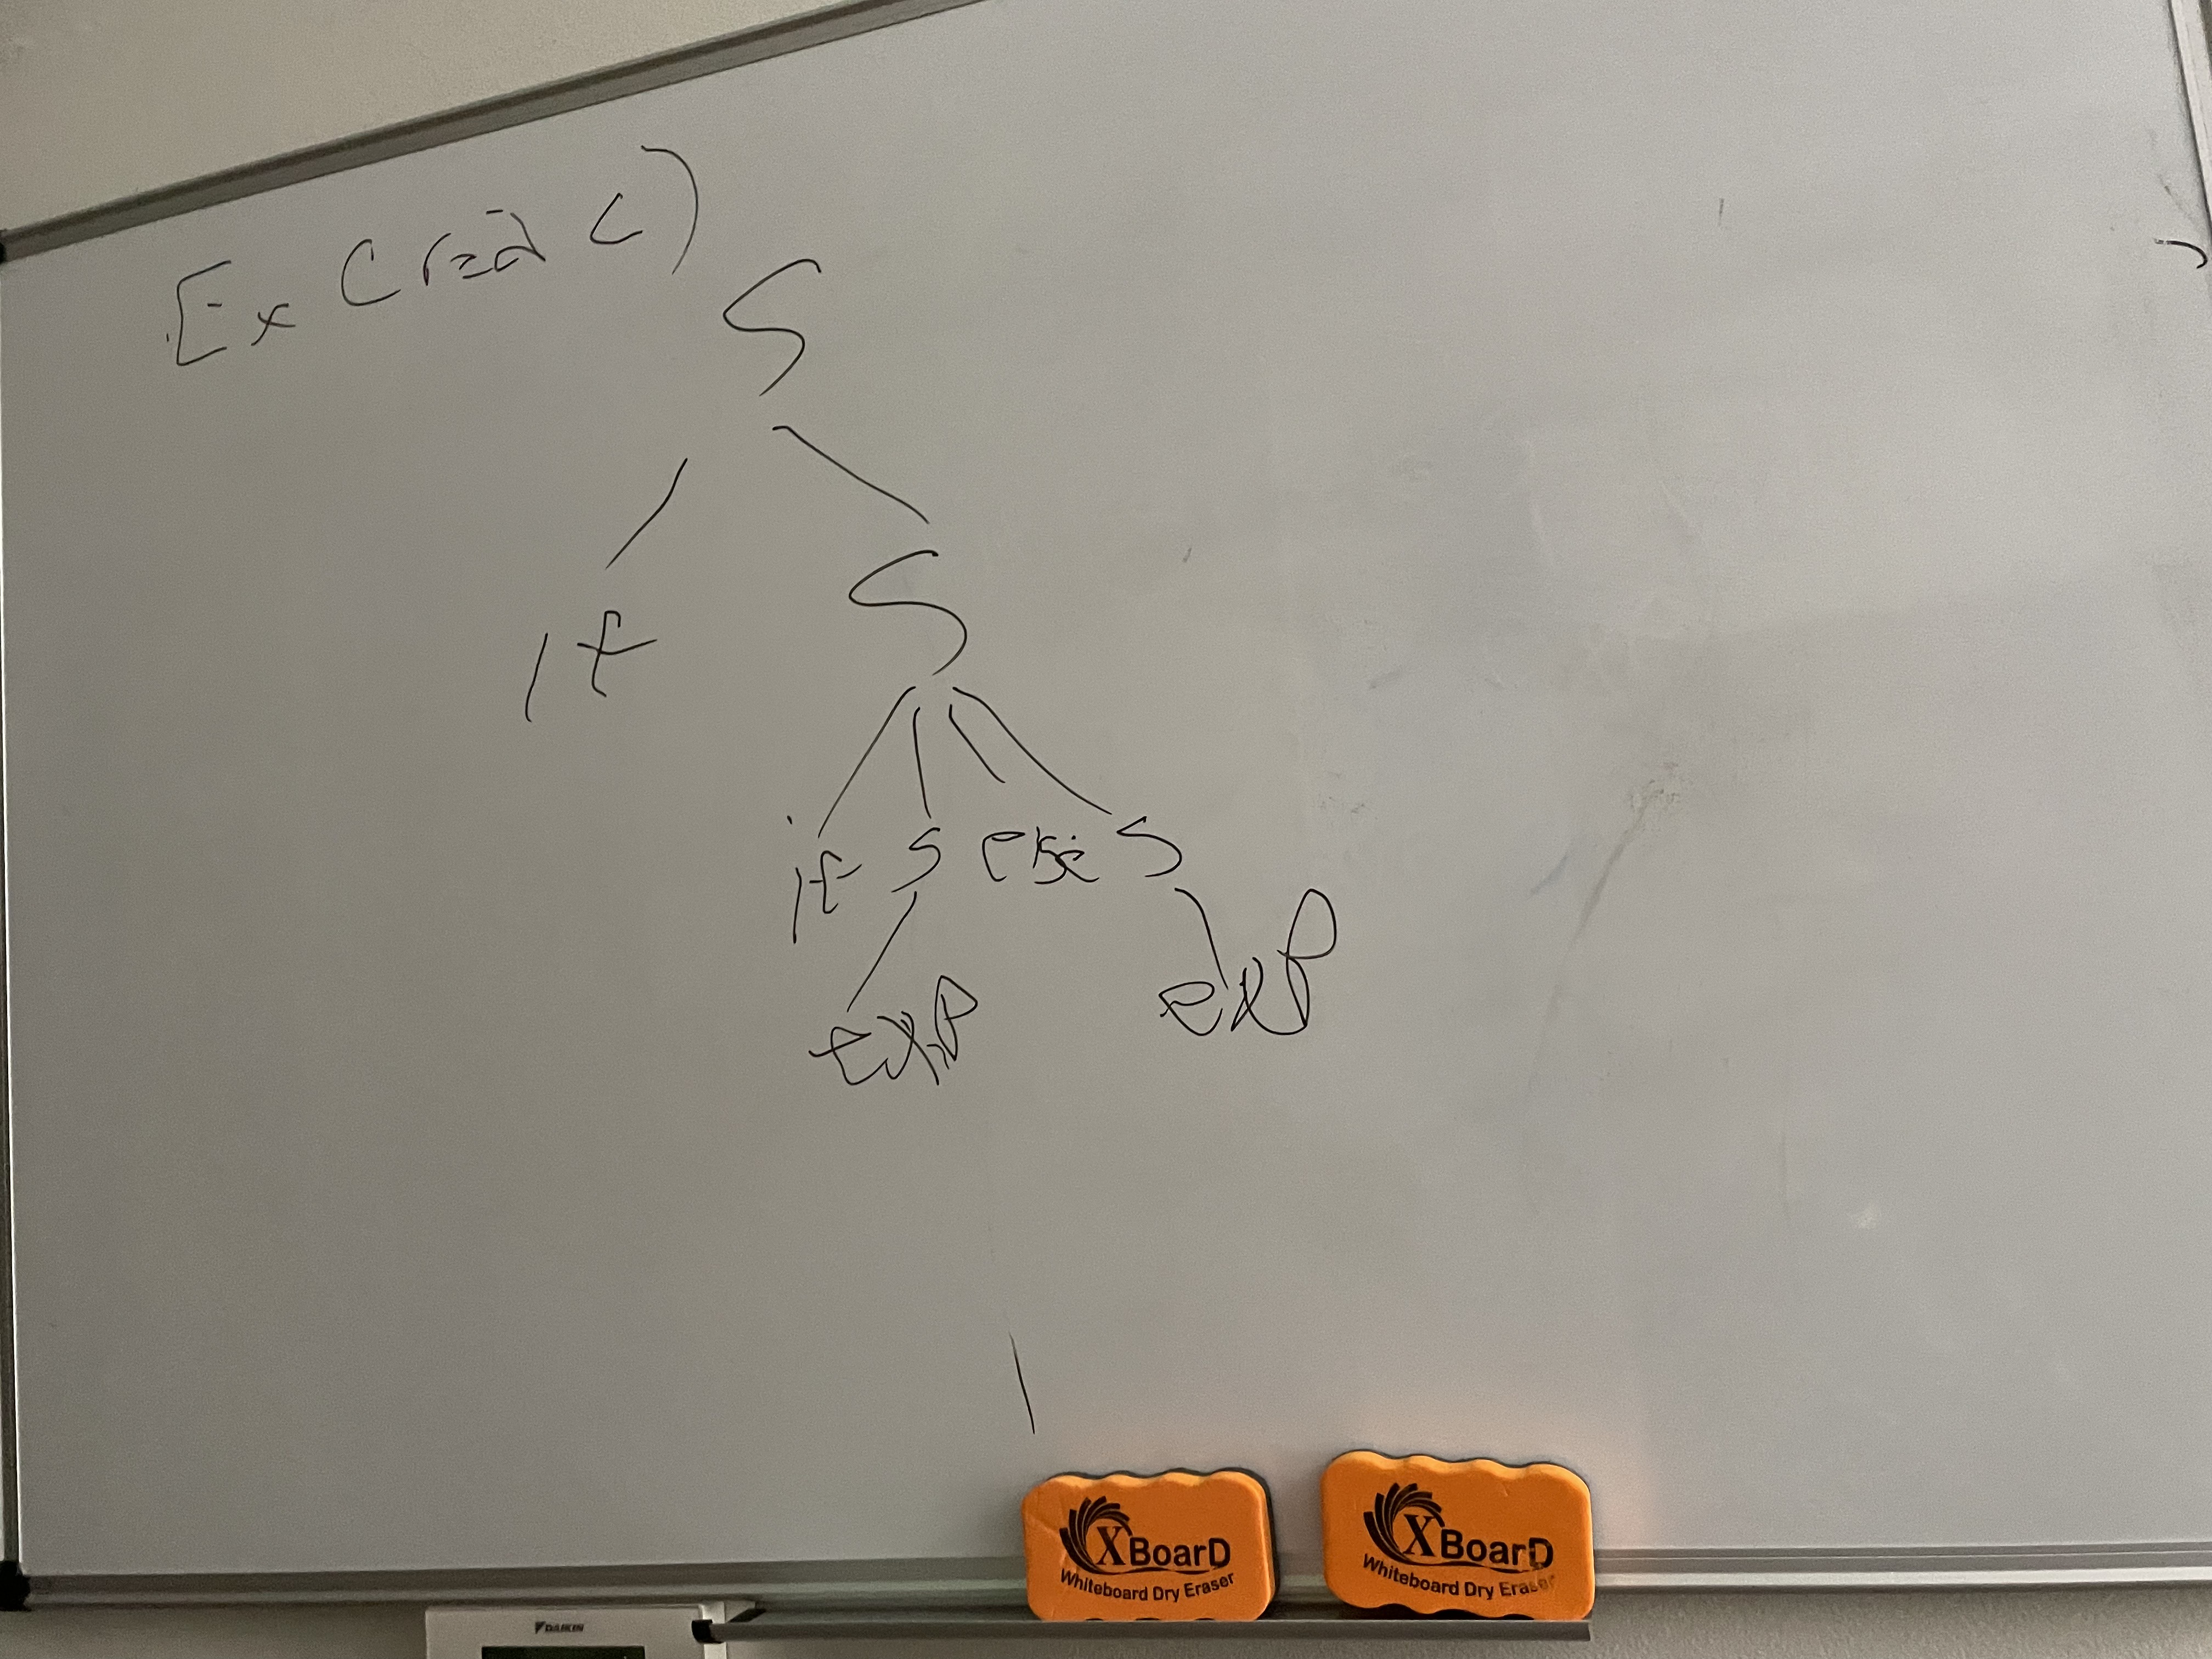 Ex Cred C)
S
if S
if S else S
exp exp
XBoarD XBoarD
Whiteboard Dry Eraser Whiteboard Dry Eraser
DAIKIN